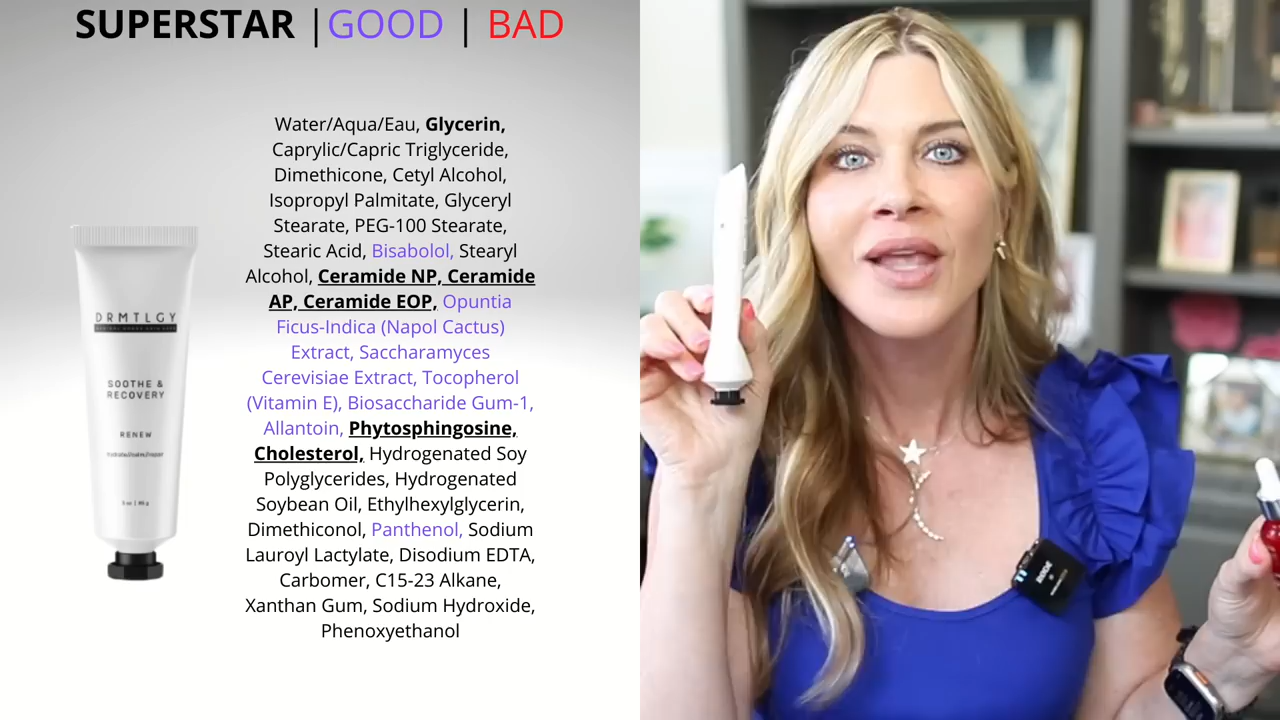 SUPERSTAR | GOOD | BAD
Water/Aqua/Eau, Glycerin,
Caprylic/Capric Triglyceride,
Dimethicone, Cetyl Alcohol,
Isopropyl Palmitate, Glyceryl
Stearate, PEG-100 Stearate,
Stearic Acid, Bisabolol, Stearyl
Alcohol, Ceramide NP, Ceramide
AP, Ceramide EOP, Opuntia
Ficus-Indica (Napol Cactus)
Extract, Saccharamyces
Cerevisiae Extract, Tocopherol
(Vitamin E), Biosaccharide Gum-1,
Allantoin, Phytosphingosine,
Cholesterol, Hydrogenated Soy
Polyglycerides, Hydrogenated
Soybean Oil, Ethylhexylglycerin,
Dimethiconol, Panthenol, Sodium
Lauroyl Lactylate, Disodium EDTA,
Carbomer, C15-23 Alkane,
Xanthan Gum, Sodium Hydroxide,
Phenoxyethanol
DRMTLGY
SOOTHE &
RECOVERY
RENEW
RODE